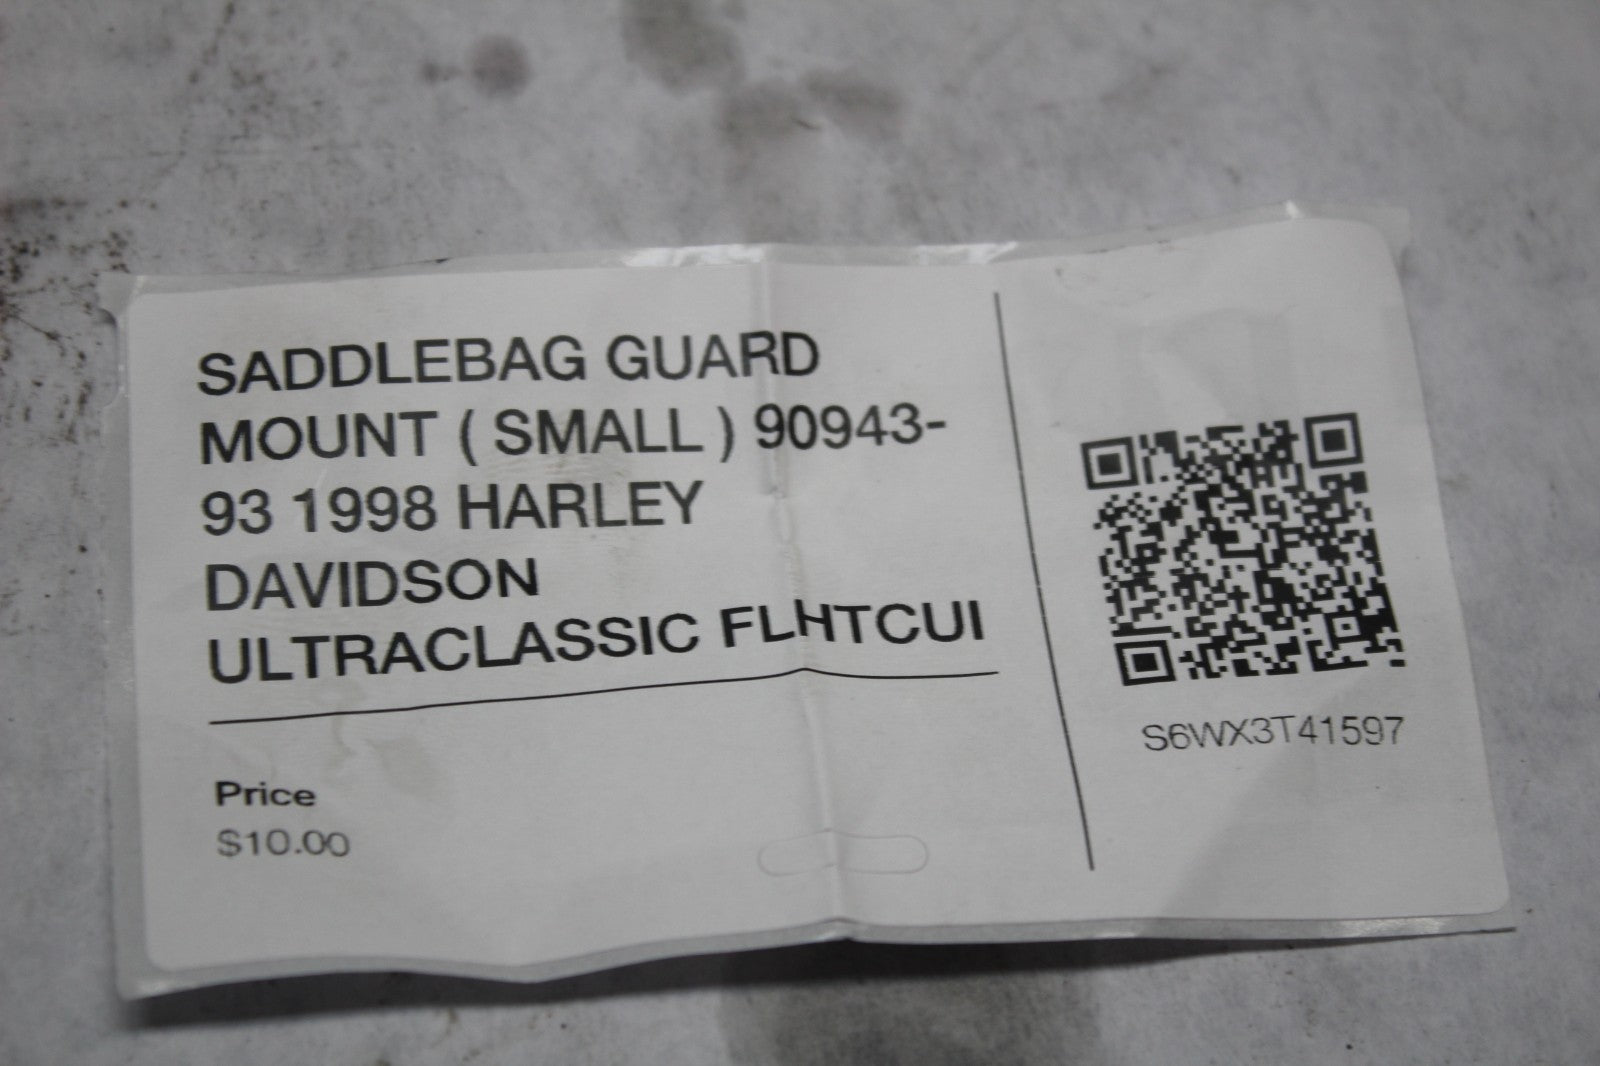 SADDLEBAG GUARD
MOUNT ( SMALL ) 90943-
93 1998 HARLEY
DAVIDSON
ULTRACLASSIC FLHTCUI
Price
$10.00
S6WX3T41597